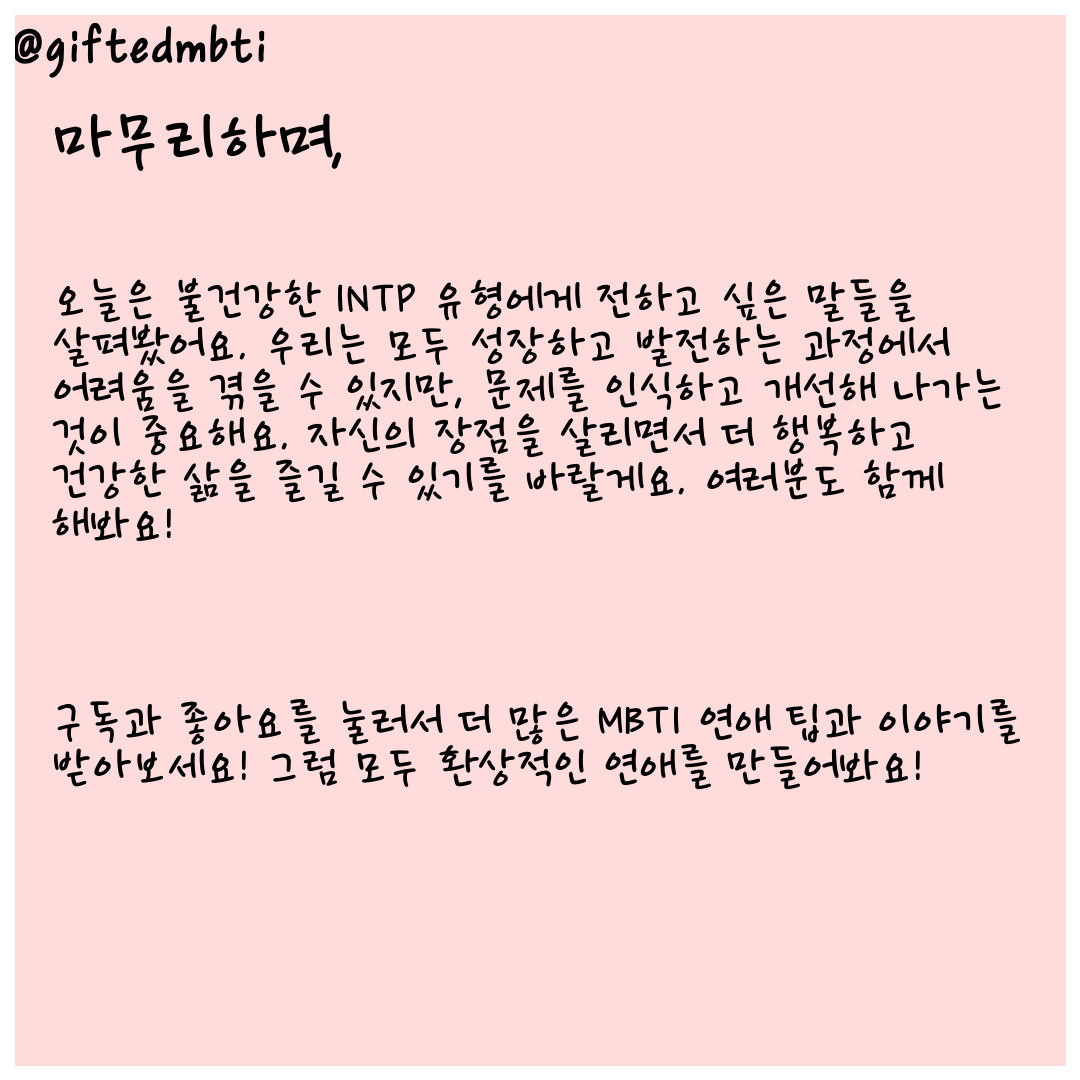 @giftedmbti
마무리하며,
오늘은 불건강한 INTP 유형에게 전하고 싶은 말들을
살펴봤어요. 우리는 모두 성장하고 발전하는 과정에서
어려움을 겪을 수 있지만, 문제를 인식하고 개선해 나가는
것이 중요해요. 자신의 장점을 살리면서 더 행복하고
건강한 삶을 즐길 수 있기를 바랄게요. 여러분도 함께
해봐요!
구독과 좋아요를 눌러서 더 많은 MBTI 연애 팁과 이야기를
받아보세요! 그럼 모두 환상적인 연애를 만들어봐요!